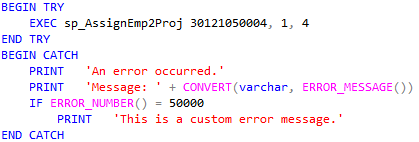 BEGIN TRY
EXEC sp_AssignEmp2Proj 30121050004, 1, 4
END TRY
BEGIN CATCH
PRINT 'An error occurred.'
PRINT 'Message: ' + CONVERT(varchar, ERROR_MESSAGE())
IF ERROR_NUMBER() = 50000
PRINT 'This is a custom error message.'
END CATCH